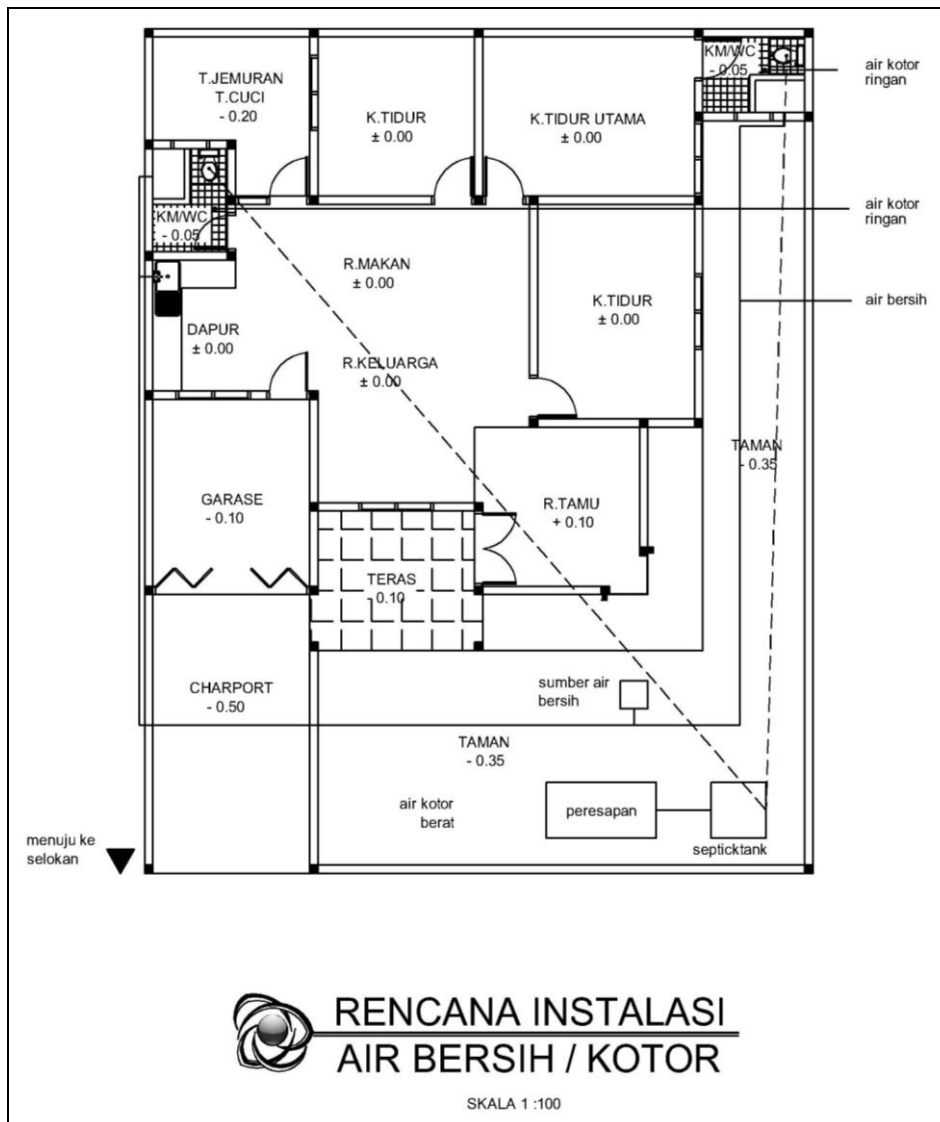 T.JEMURAN
T.CUCI
- 0.20
K.TIDUR
± 0.00
K.TIDUR UTAMA
± 0.00
KM/WC
- 0.05
air kotor
ringan
KM/WC
- 0.05
air kotor
ringan
R.MAKAN
± 0.00
K.TIDUR
± 0.00
air bersih
DAPUR
± 0.00
R.KELUARGA
± 0.00
TAMAN
- 0.35
GARASE
- 0.10
R.TAMU
+ 0.10
TERAS
- 0.10
CHARPORT
- 0.50
sumber air
bersih
TAMAN
- 0.35
air kotor
berat
peresapan
septicktank
menuju ke
selokan
RENCANA INSTALASI
AIR BERSIH / KOTOR
SKALA 1 :100